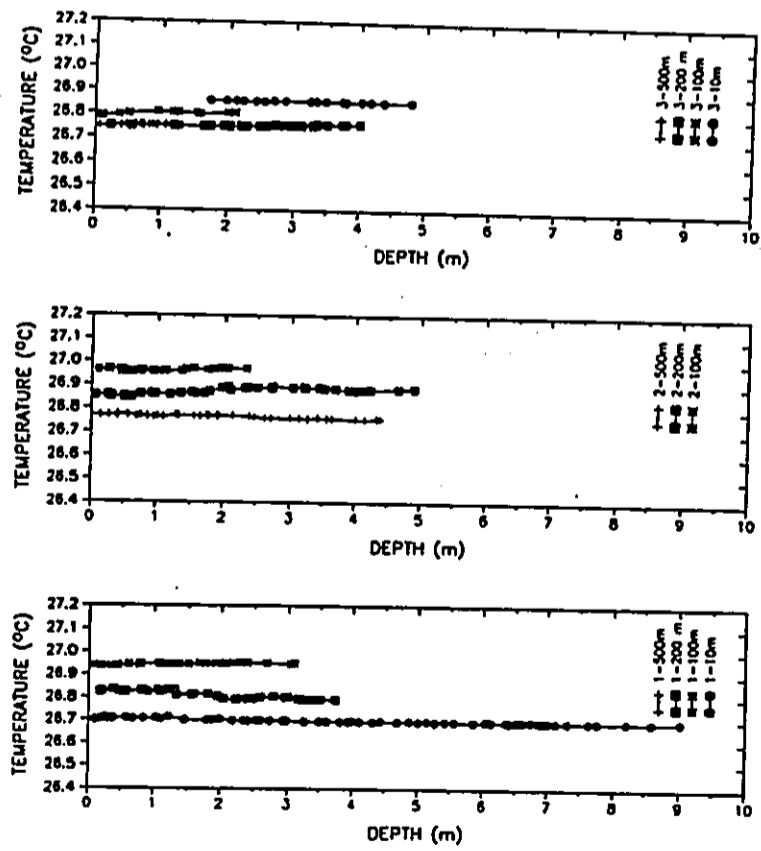 27.2
27.1
27.0
26.9
26.8
26.7
26.6
26.5
26.4
TEMPERATURE (°C)
0 1 2 3 4 5 6 7 8 9 10
DEPTH (m)
3-500m
3-200 m
3-100m
3-10m
27.2
27.1
27.0
26.9
26.8
26.7
26.6
26.5
26.4
TEMPERATURE (°C)
0 1 2 3 4 5 6 7 8 9 10
DEPTH (m)
2-500m
2-200m
2-100m
27.2
27.1
27.0
26.9
26.8
26.7
26.6
26.5
26.4
TEMPERATURE (°C)
0 1 2 3 4 5 6 7 8 9 10
DEPTH (m)
1-500m
1-200 m
1-100m
1-10m